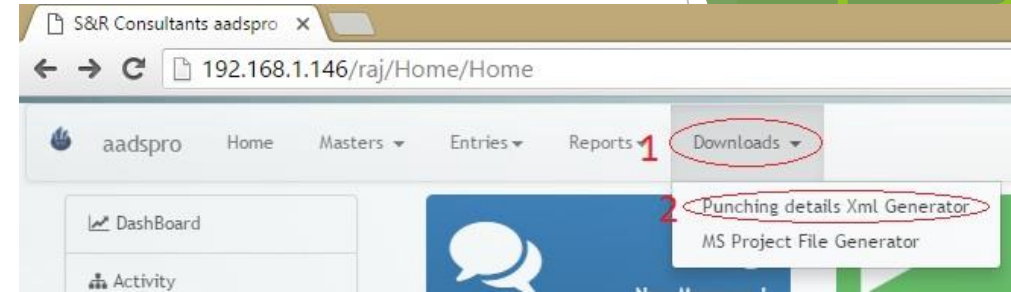 S&R Consultants aadspro
192.168.1.146/raj/Home/Home
aadspro Home Masters Entries Reports 1 Downloads
2 Punching details Xml Generator
MS Project File Generator
DashBoard
Activity